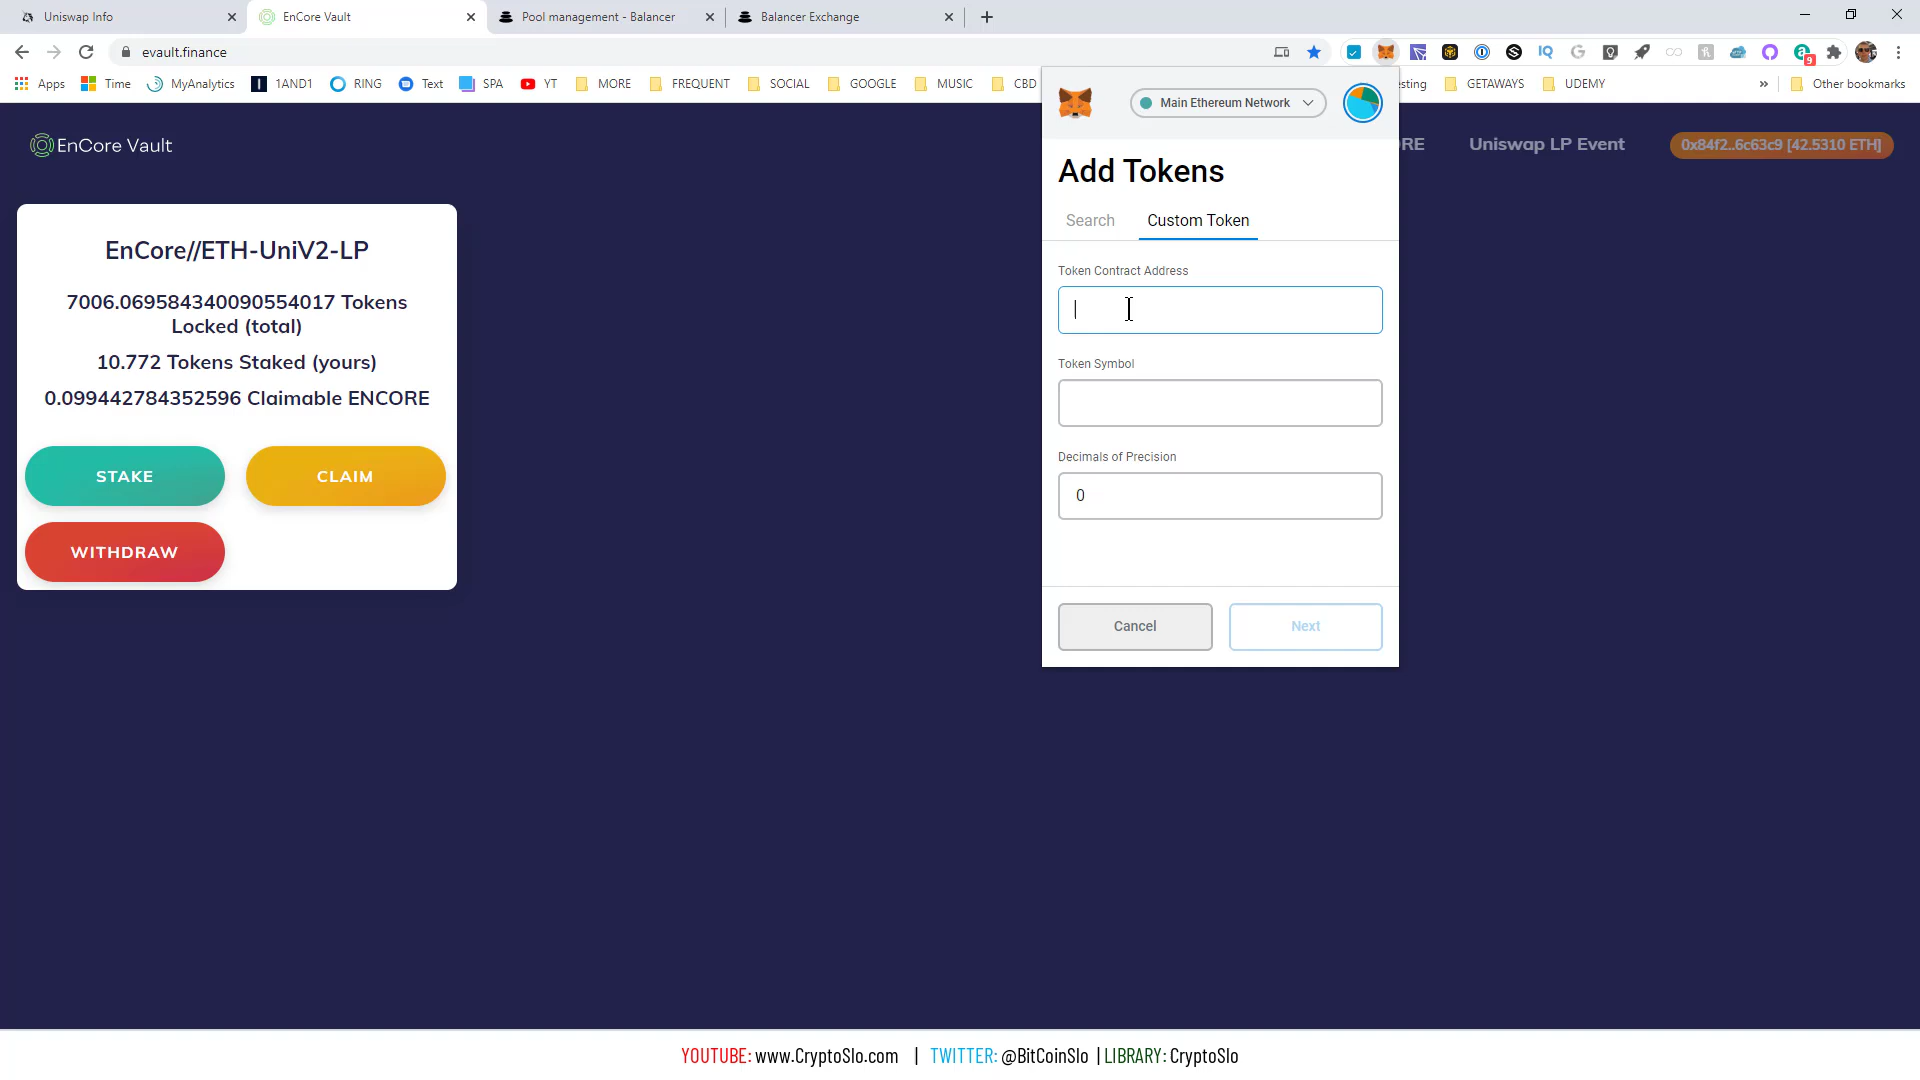 Uniswap Info
EnCore Vault
Pool management - Balancer
Balancer Exchange
evault.finance
9
Apps
Time
MyAnalytics
1AND1
RING
Text
SPA
YT
MORE
FREQUENT
SOCIAL
GOOGLE
MUSIC
CBD
esting
GETAWAYS
UDEMY
»
Other bookmarks
EnCore Vault
ORE
Uniswap LP Event
0x84f2..6c63c9 [42.5310 ETH]
EnCore//ETH-UniV2-LP
7006.069584340090554017 Tokens
Locked (total)
10.772 Tokens Staked (yours)
0.099442784352596 Claimable ENCORE
STAKE
CLAIM
WITHDRAW
Main Ethereum Network
Add Tokens
Search
Custom Token
Token Contract Address
Token Symbol
Decimals of Precision
0
Cancel
Next
YOUTUBE: www.CryptoSlo.com | TWITTER: @BitCoinSlo | LIBRARY: CryptoSlo